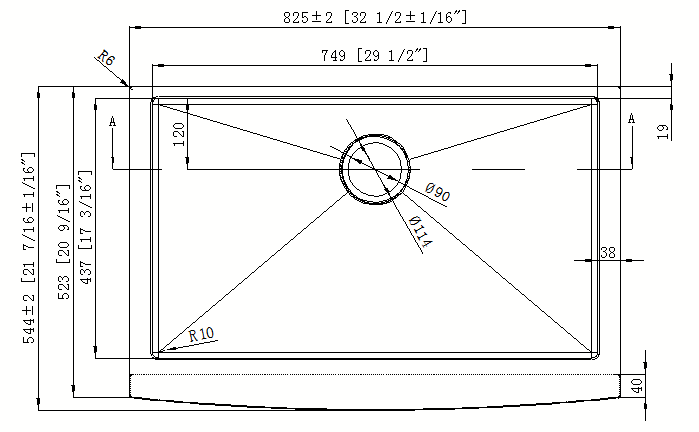 825±2 [32 1/2±1/16″]
749 [29 1/2″]
R6
A
A
120
19
544±2 [21 7/16±1/16″]
523 [20 9/16″]
437 [17 3/16″]
Ø90
Ø114
38
R10
40